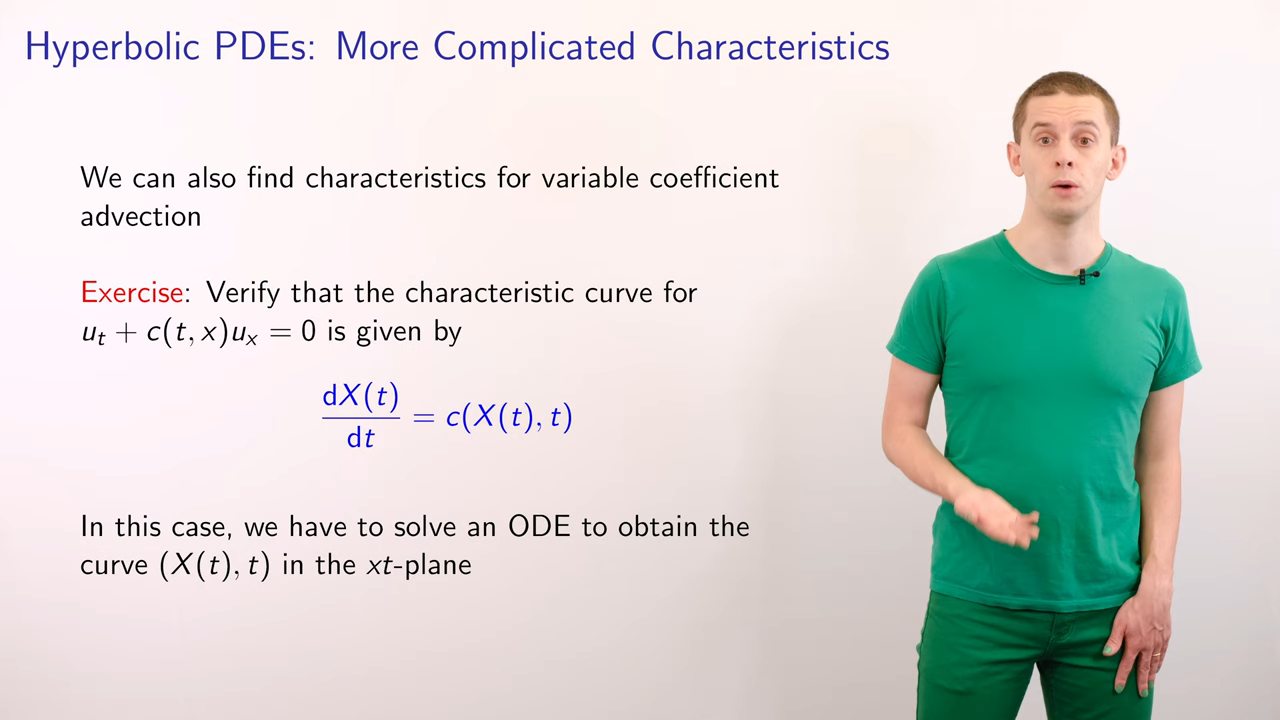 Hyperbolic PDEs: More Complicated Characteristics
We can also find characteristics for variable coefficient
advection
Exercise: Verify that the characteristic curve for
u_t + c(t, x)u_x = 0 is given by
dX(t)/dt = c(X(t), t)
In this case, we have to solve an ODE to obtain the
curve (X(t), t) in the xt-plane